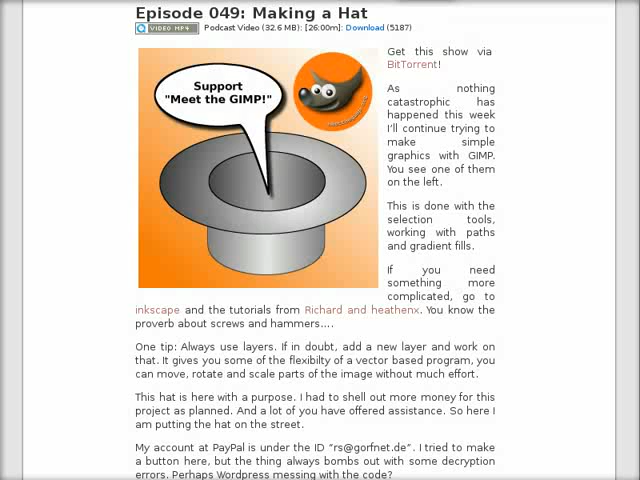 Episode 049: Making a Hat
VIDEO MP4 Podcast Video (32.6 MB): [26:00m]: Download (5187)
Support
"Meet the GIMP!"
Get this show via
BitTorrent!
As nothing
catastrophic has
happened this week
I'll continue trying to
make simple
graphics with GIMP.
You see one of them
on the left.
This is done with the
selection tools,
working with paths
and gradient fills.
If you need
something more
complicated, go to
inkscape and the tutorials from Richard and heathenx. You know the
proverb about screws and hammers....
One tip: Always use layers. If in doubt, add a new layer and work on
that. It gives you some of the flexibilty of a vector based program, you
can move, rotate and scale parts of the image without much effort.
This hat is here with a purpose. I had to shell out more money for this
project as planned. And a lot of you have offered assistance. So here I
am putting the hat on the street.
My account at PayPal is under the ID "rs@gorfnet.de". I tried to make
a button here, but the thing always bombs out with some decryption
errors. Perhaps Wordpress messing with the code?